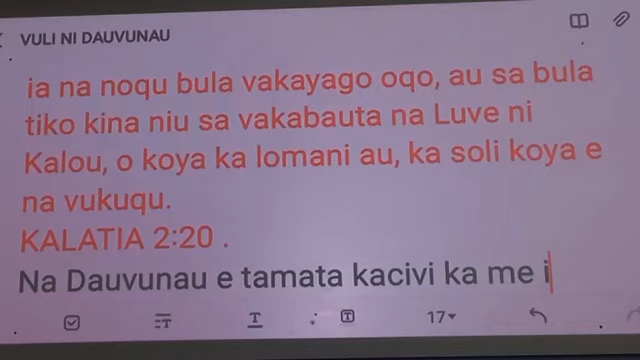 VULI NI DAUVUNAU
ia na noqu bula vakayago oqo, au sa bula
tiko kina niu sa vakabauta na Luve ni
Kalou, o koya ka lomani au, ka soli koya e
na vukuqu.
KALATIA 2:20 .
Na Dauvunau e tamata kacivi ka me i
17